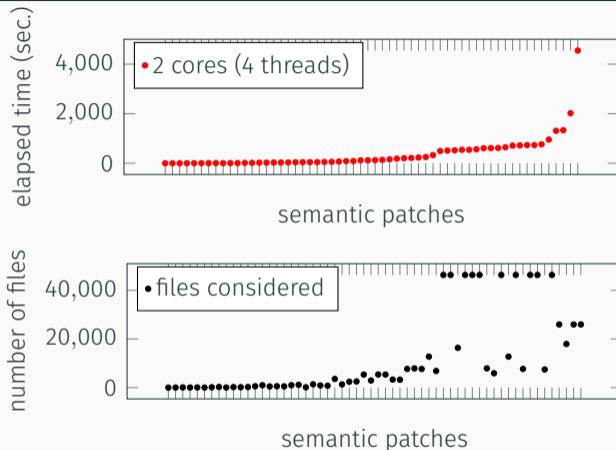 elapsed time (sec.)
4,000
2,000
0
2 cores (4 threads)
semantic patches
number of files
40,000
20,000
0
files considered
semantic patches